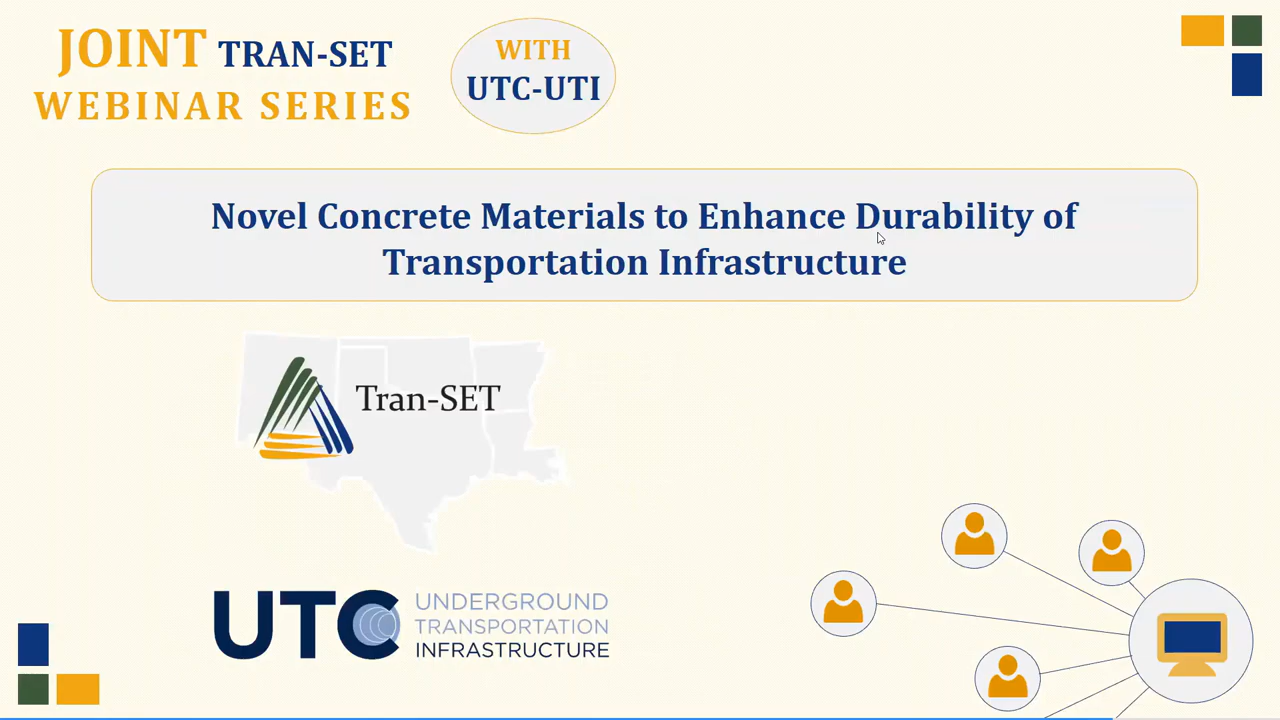 JOINT TRAN-SET
WEBINAR SERIES
WITH
UTC-UTI
Novel Concrete Materials to Enhance Durability of
Transportation Infrastructure
Tran-SET
UTC
UNDERGROUND
TRANSPORTATION
INFRASTRUCTURE